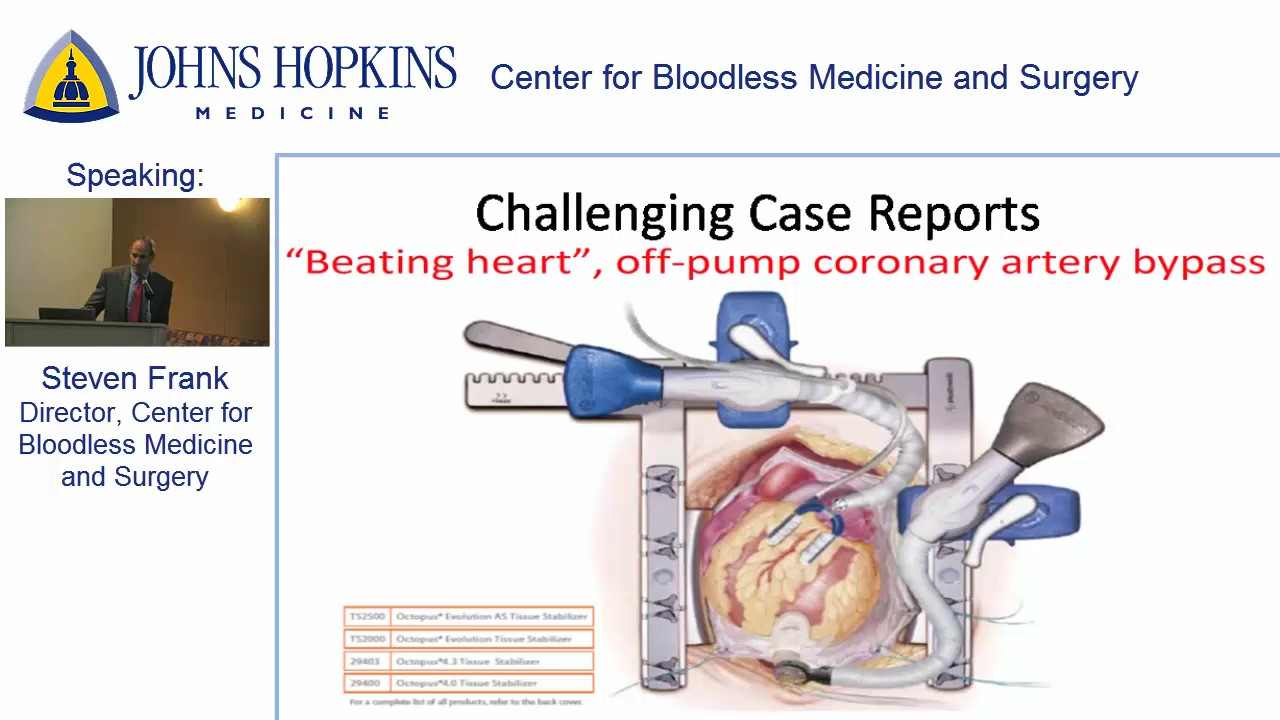 JOHNS HOPKINS
MEDICINE
Center for Bloodless Medicine and Surgery
Speaking:
Steven Frank
Director, Center for
Bloodless Medicine
and Surgery
Challenging Case Reports
“Beating heart”, off-pump coronary artery bypass
TS2500 Octopus® Evolution AS Tissue Stabilizer
TS2000 Octopus® Evolution Tissue Stabilizer
29403 Octopus®4.3 Tissue Stabilizer
29400 Octopus®4.0 Tissue Stabilizer
For a complete list of all products, refer to the back cover.